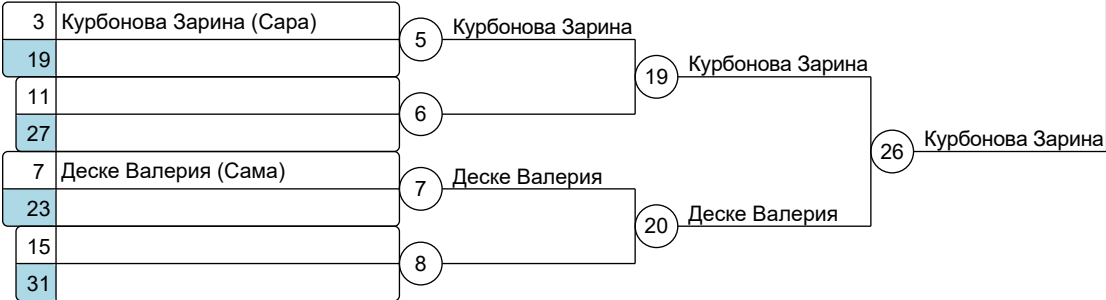 3 Курбонова Зарина (Сара)
5 Курбонова Зарина
19
19 Курбонова Зарина
11
6
27
26 Курбонова Зарина
7 Деске Валерия (Сама)
7 Деске Валерия
23
20 Деске Валерия
15
8
31